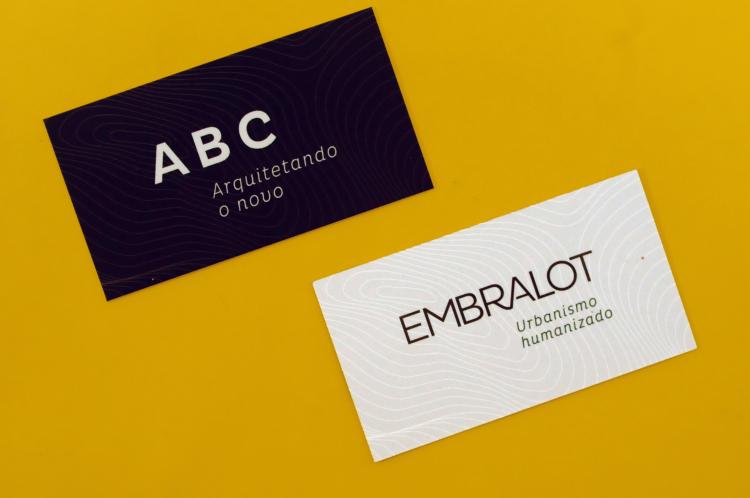 ABC
Arquitetando
o novo
EMBRALOT
Urbanismo
humanizado